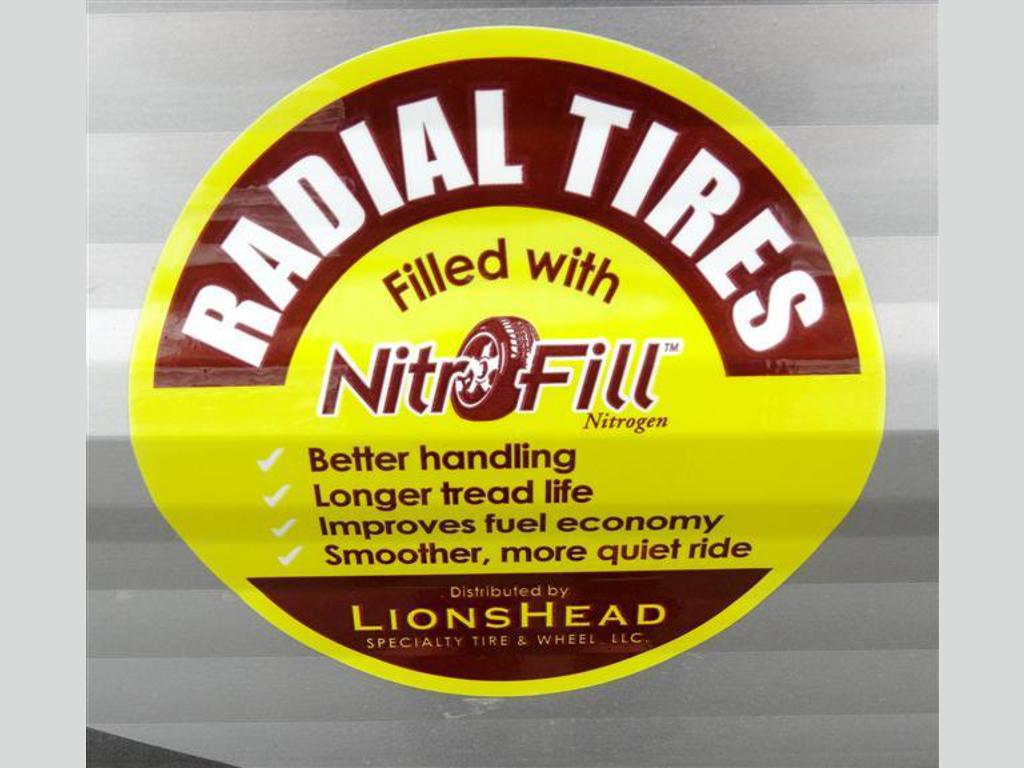 RADIAL TIRES
Filled with
NitroFill™
Nitrogen
✓ Better handling
✓ Longer tread life
✓ Improves fuel economy
✓ Smoother, more quiet ride
Distributed by
LIONSHEAD
SPECIALTY TIRE & WHEEL LLC.